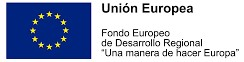 Unión Europea
Fondo Europeo
de Desarrollo Regional
"Una manera de hacer Europa"